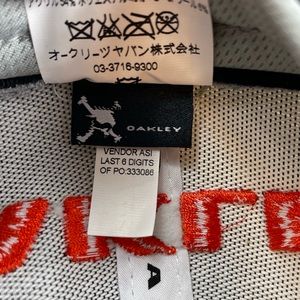 オークリージャパン株式会社
03-3716-9300
OAKLEY
VENDOR ASI
LAST 6 DIGITS
OF PO:333086
A